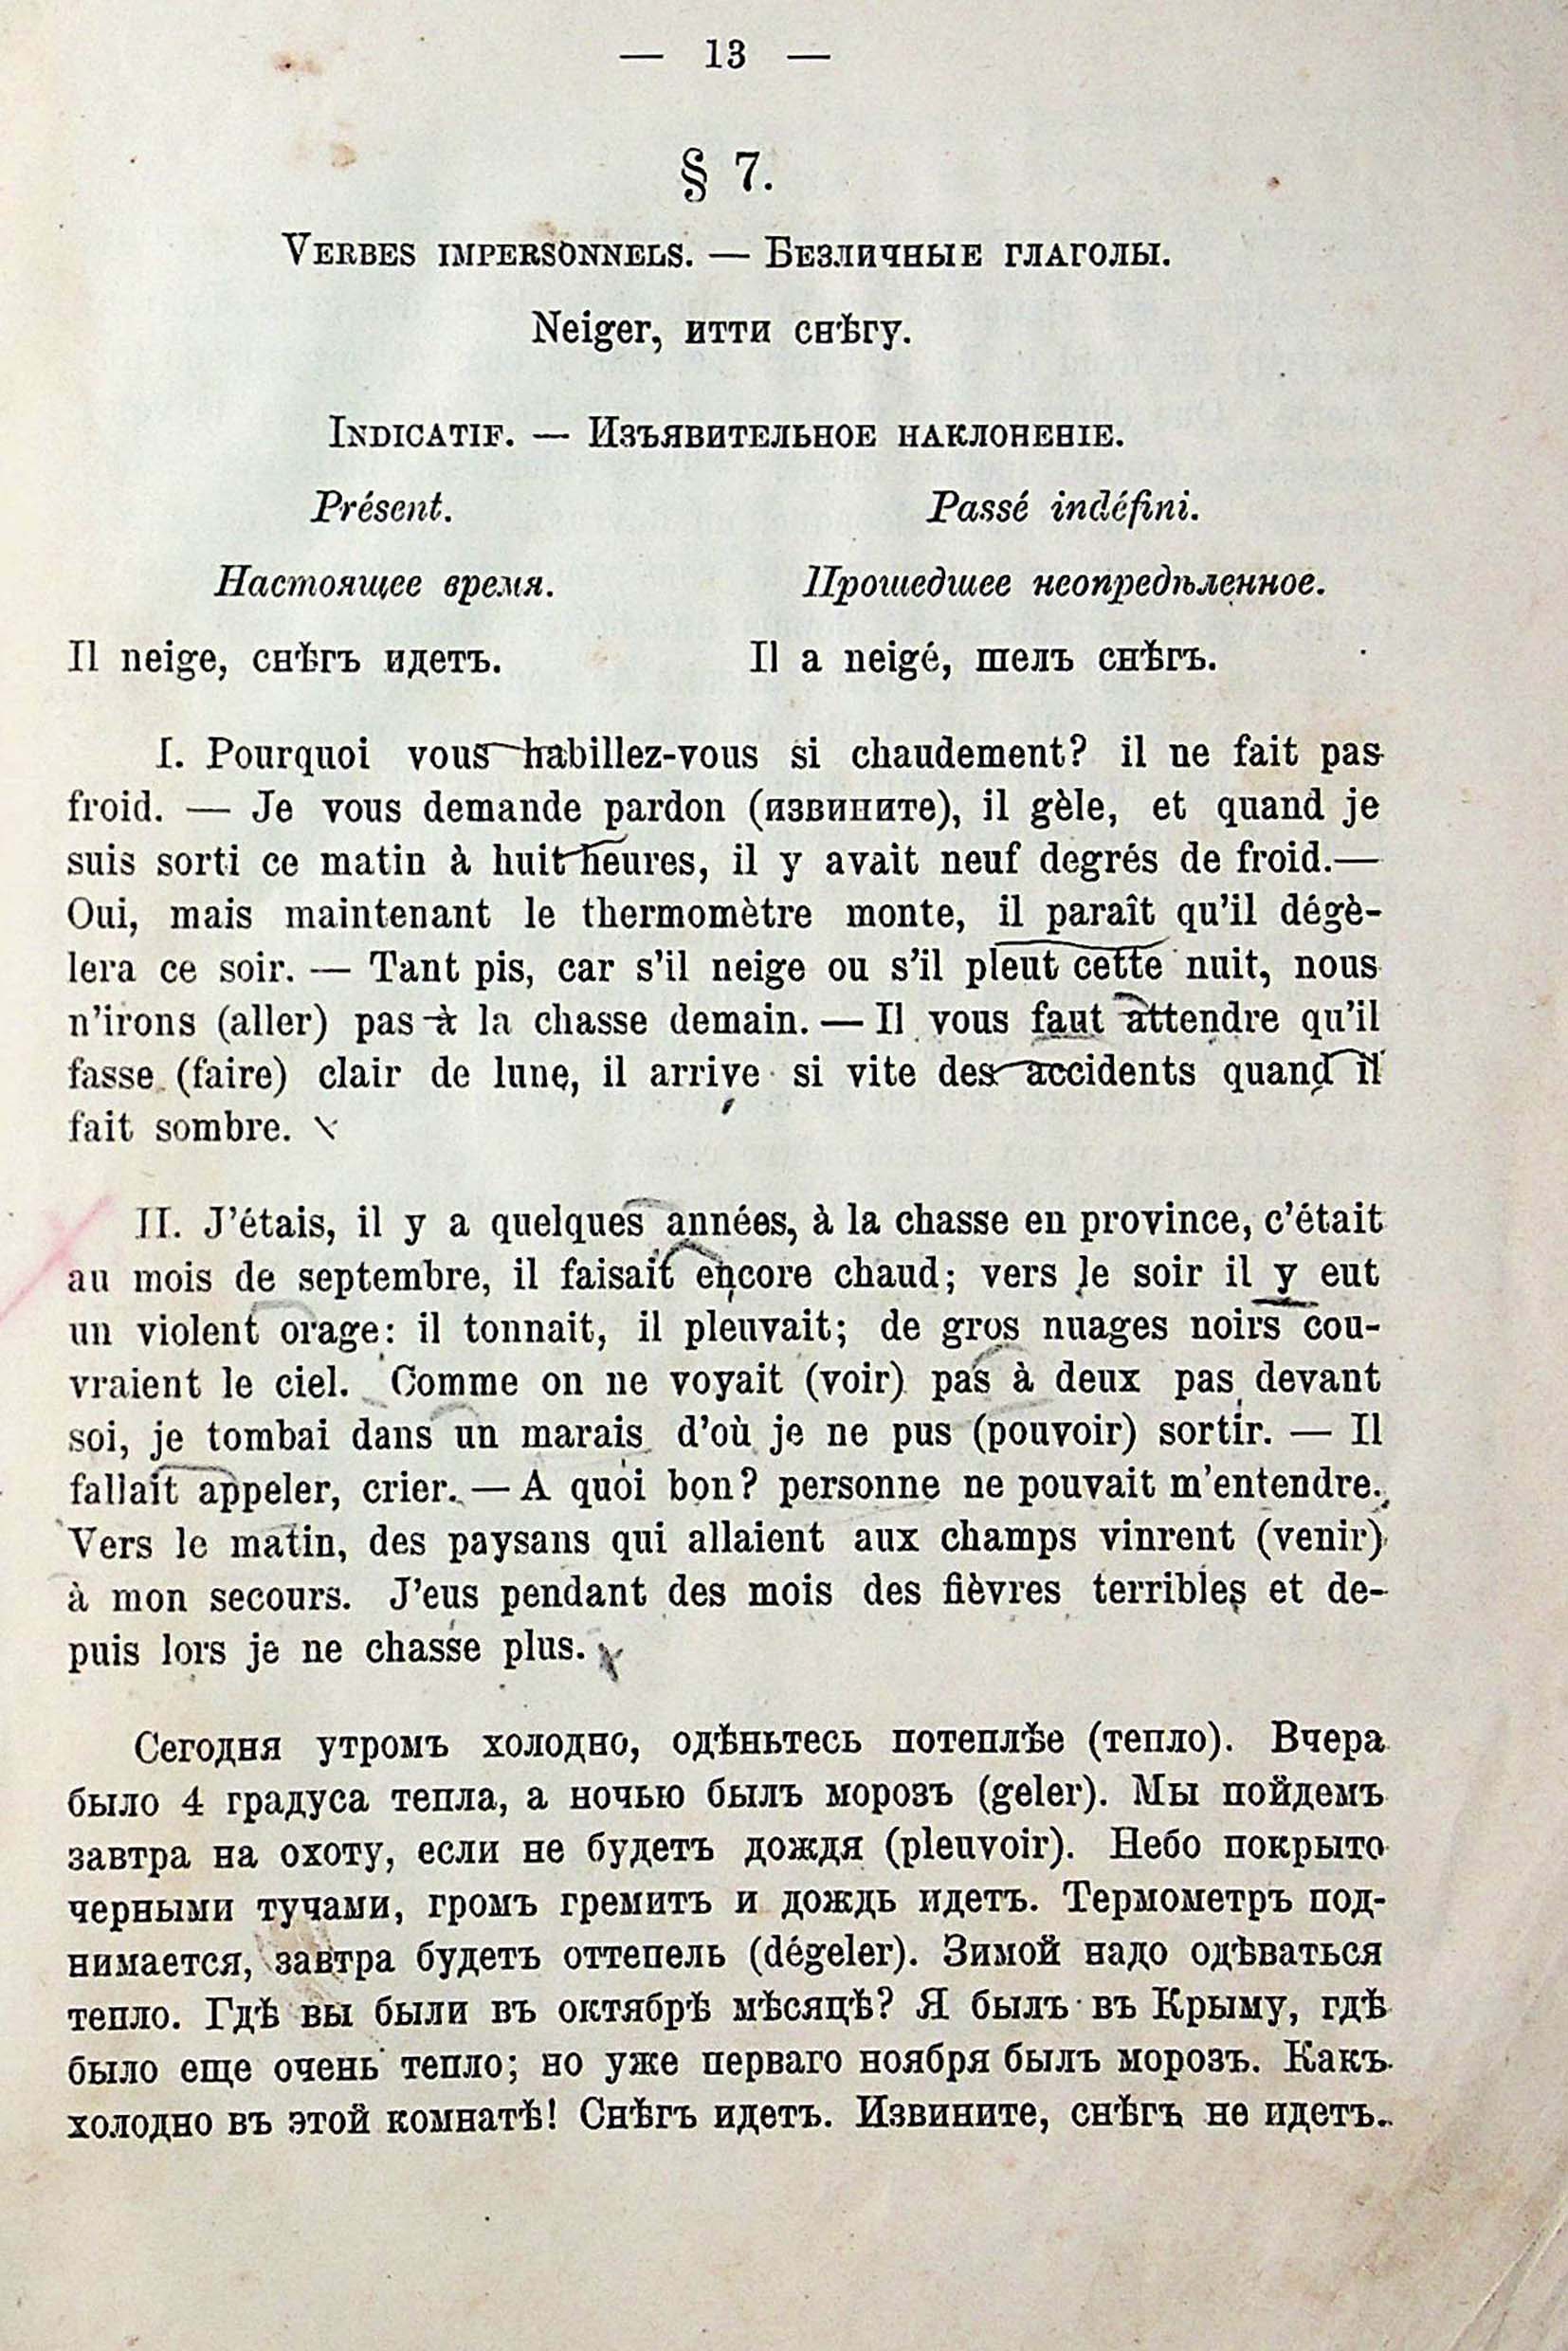 — 13 —
§ 7.
Verbes impersonnels. — Безличные глаголы.
Neiger, итти снѣгу.
Indicatif. — Изъявительное наклоненіе.
Présent. Passé indéfini.
Настоящее время. Прошедшее неопредѣленное.
Il neige, снѣгъ идетъ. Il a neigé, шелъ снѣгъ.
I. Pourquoi vous habillez-vous si chaudement? il ne fait pas
froid. — Je vous demande pardon (извините), il gèle, et quand je
suis sorti ce matin à huit heures, il y avait neuf degrés de froid.—
Oui, mais maintenant le thermomètre monte, il paraît qu'il dégè-
lera ce soir. — Tant pis, car s'il neige ou s'il pleut cette nuit, nous
n'irons (aller) pas à la chasse demain. — Il vous faut attendre qu'il
fasse (faire) clair de lune, il arrive si vite des accidents quand il
fait sombre.
II. J'étais, il y a quelques années, à la chasse en province, c'était
au mois de septembre, il faisait encore chaud; vers le soir il y eut
un violent orage: il tonnait, il pleuvait; de gros nuages noirs cou-
vraient le ciel. Comme on ne voyait (voir) pas à deux pas devant
soi, je tombai dans un marais d'où je ne pus (pouvoir) sortir. — Il
fallait appeler, crier. — A quoi bon? personne ne pouvait m'entendre.
Vers le matin, des paysans qui allaient aux champs vinrent (venir)
à mon secours. J'eus pendant des mois des fièvres terribles et de-
puis lors je ne chasse plus.
Сегодня утромъ холодно, одѣньтесь потеплѣе (тепло). Вчера
было 4 градуса тепла, а ночью былъ морозъ (geler). Мы пойдемъ
завтра на охоту, если не будетъ дождя (pleuvoir). Небо покрыто
черными тучами, громъ гремитъ и дождь идетъ. Термометръ под-
нимается, завтра будетъ оттепель (dégeler). Зимой надо одѣваться
тепло. Гдѣ вы были въ октябрѣ мѣсяцѣ? Я былъ въ Крыму, гдѣ
было еще очень тепло; но уже перваго ноября былъ морозъ. Какъ
холодно въ этой комнатѣ! Снѣгъ идетъ. Извините, снѣгъ не идетъ.